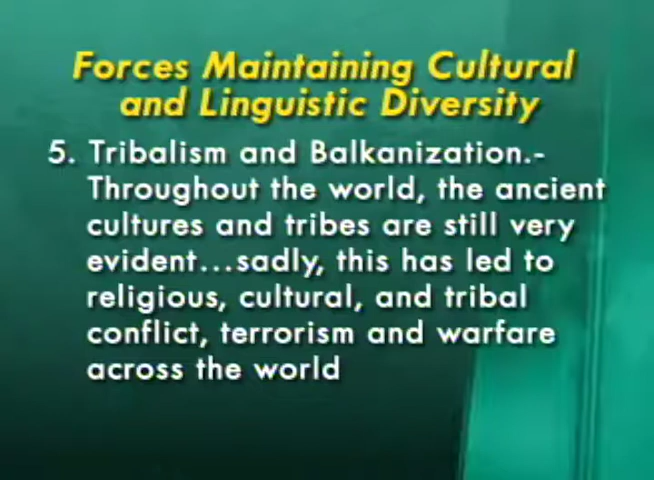 Forces Maintaining Cultural
and Linguistic Diversity
5. Tribalism and Balkanization.-
Throughout the world, the ancient
cultures and tribes are still very
evident...sadly, this has led to
religious, cultural, and tribal
conflict, terrorism and warfare
across the world